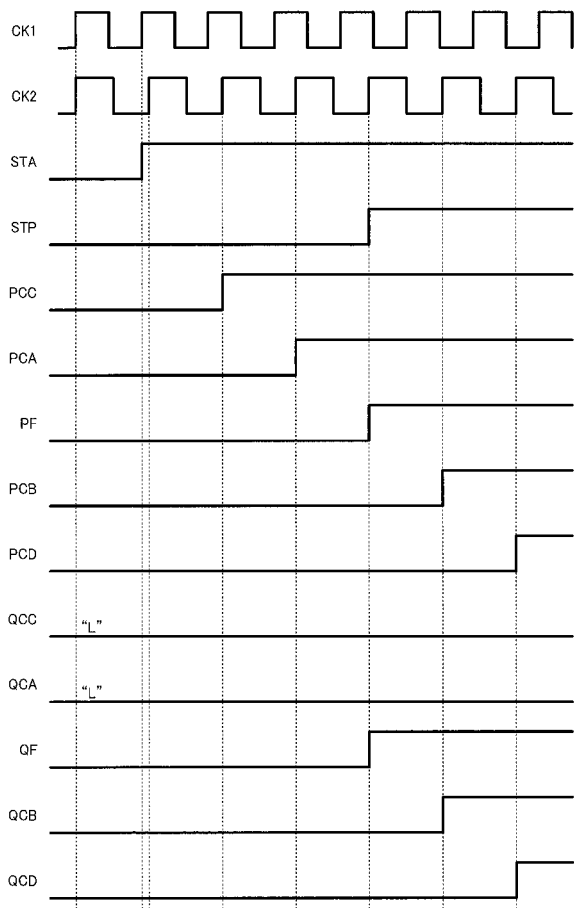 CK1
CK2
STA
STP
PCC
PCA
PF
PCB
PCD
QCC
“L”
QCA
“L”
QF
QCB
QCD